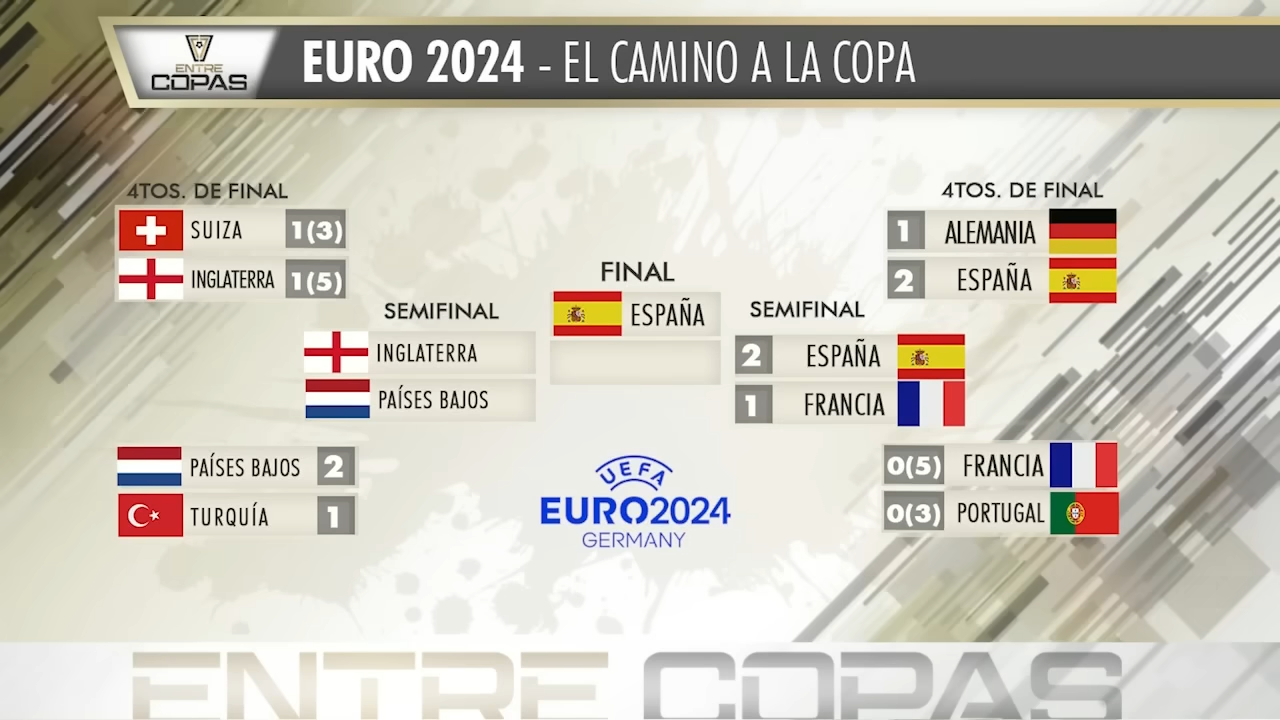 ENTRE
COPAS
EURO 2024 - EL CAMINO A LA COPA
4TOS. DE FINAL
SUIZA 1(3)
INGLATERRA 1(5)
SEMIFINAL
INGLATERRA
PAÍSES BAJOS
PAÍSES BAJOS 2
TURQUÍA 1
FINAL
ESPAÑA
4TOS. DE FINAL
1 ALEMANIA
2 ESPAÑA
SEMIFINAL
2 ESPAÑA
1 FRANCIA
0(5) FRANCIA
0(3) PORTUGAL
UEFA
EURO2024
GERMANY
ENTRE COPAS